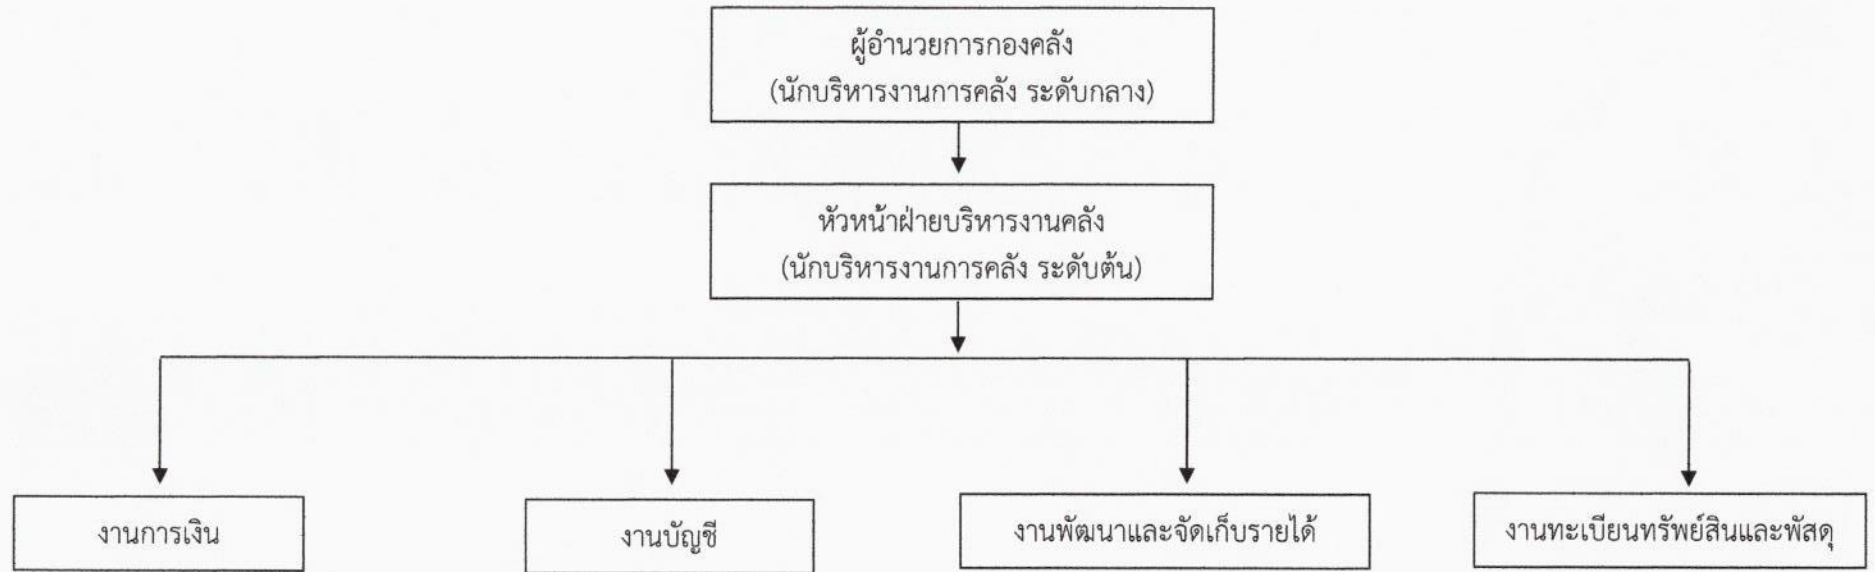 ผู้อำนวยการกองคลัง
(นักบริหารงานการคลัง ระดับกลาง)
หัวหน้าฝ่ายบริหารงานคลัง
(นักบริหารงานการคลัง ระดับต้น)
งานการเงิน
งานบัญชี
งานพัฒนาและจัดเก็บรายได้
งานทะเบียนทรัพย์สินและพัสดุ